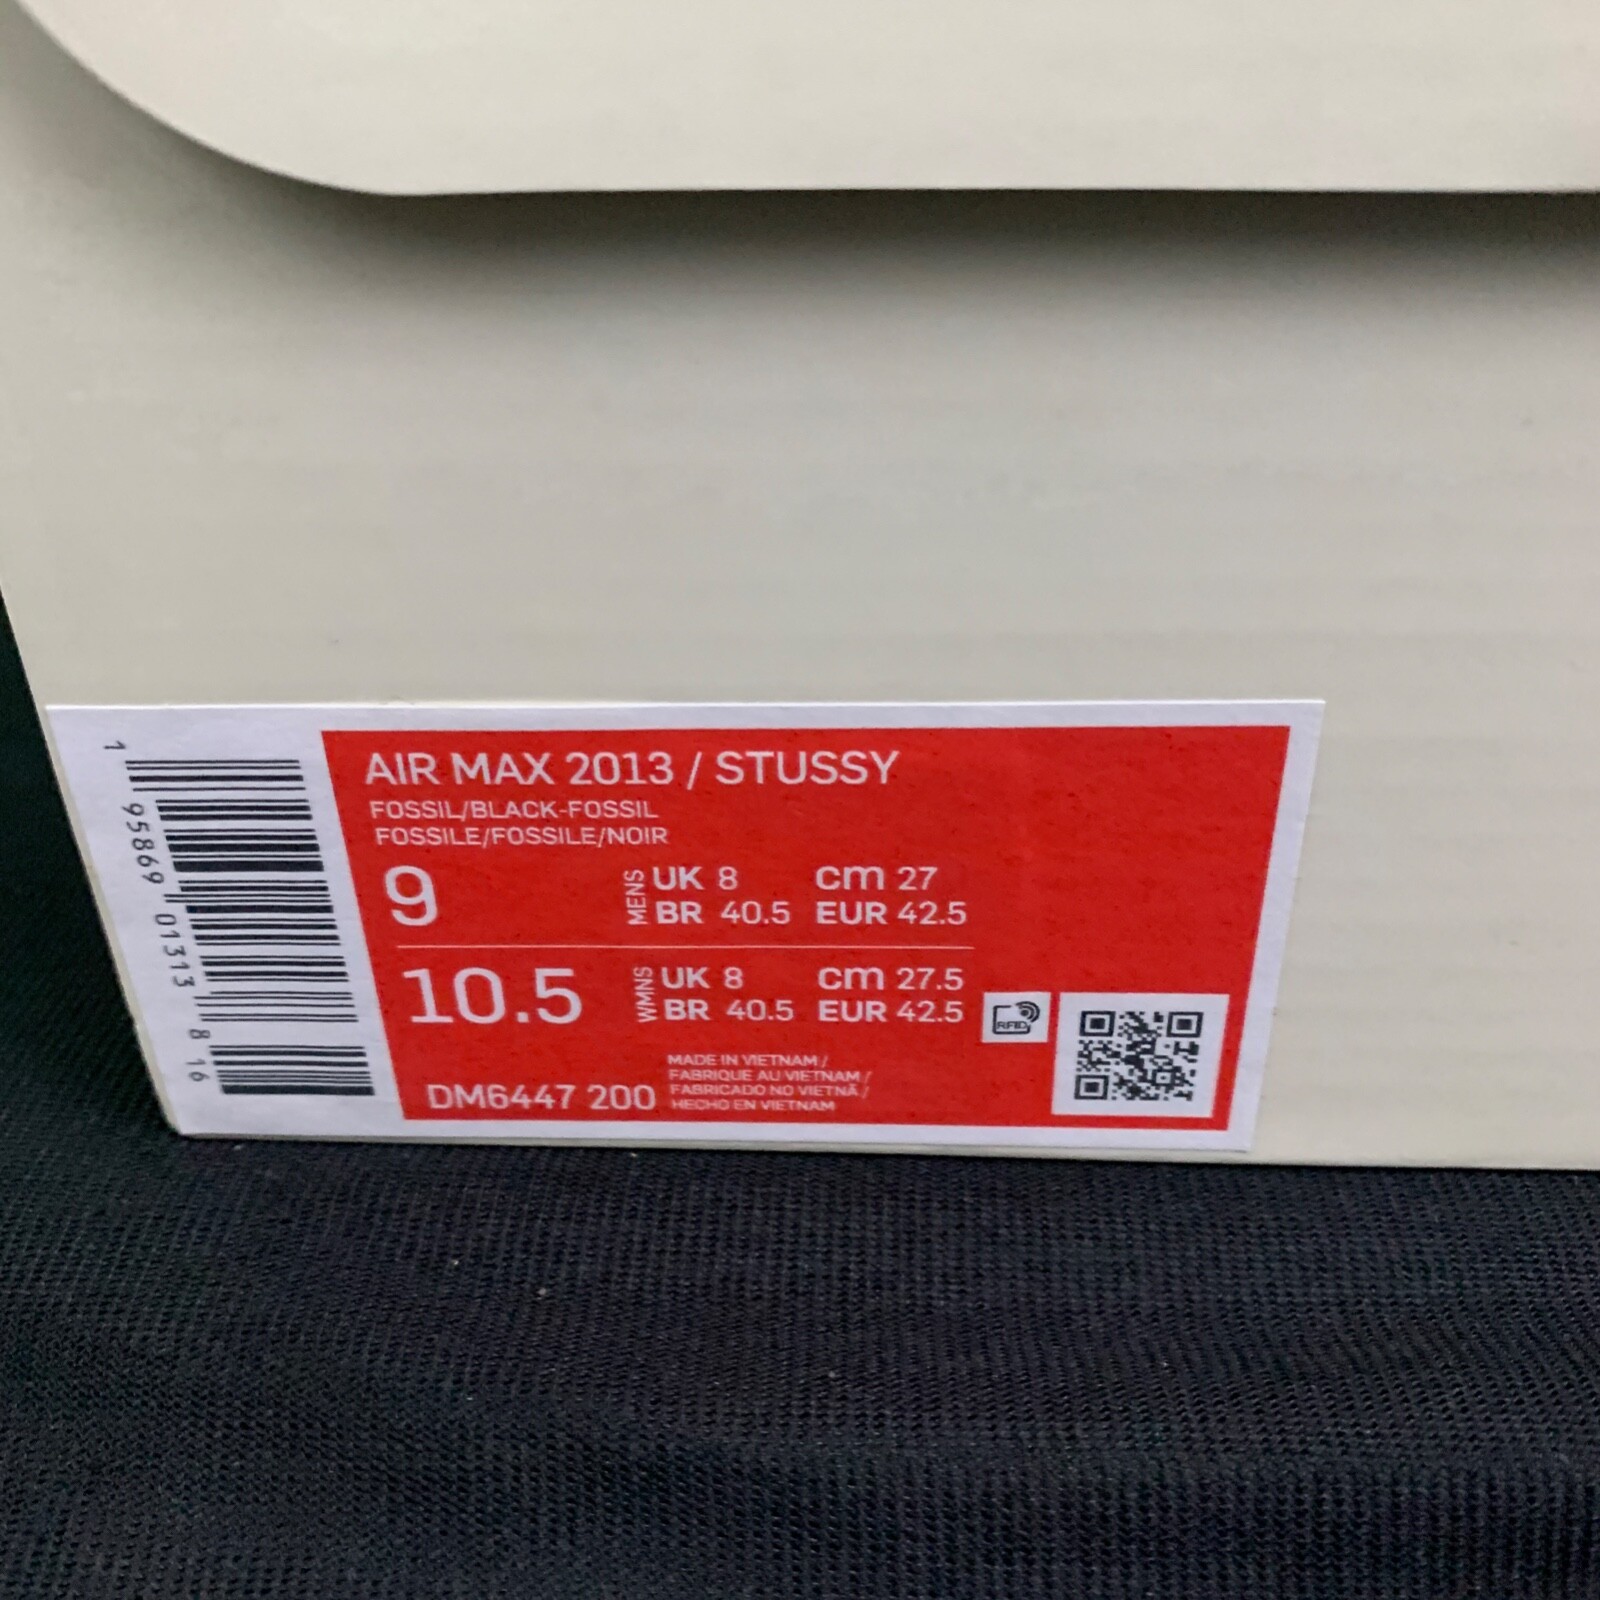 AIR MAX 2013 / STUSSY
FOSSIL/BLACK-FOSSIL
FOSSILE/FOSSILE/NOIR
9
MENS
UK 8 cm 27
BR 40.5 EUR 42.5
10.5
WMNS
UK 8 cm 27.5
BR 40.5 EUR 42.5
RFID
DM6447 200
MADE IN VIETNAM /
FABRIQUE AU VIETNAM /
FABRICADO NO VIETNÃ /
HECHO EN VIETNAM
1 95869 01313 8 16